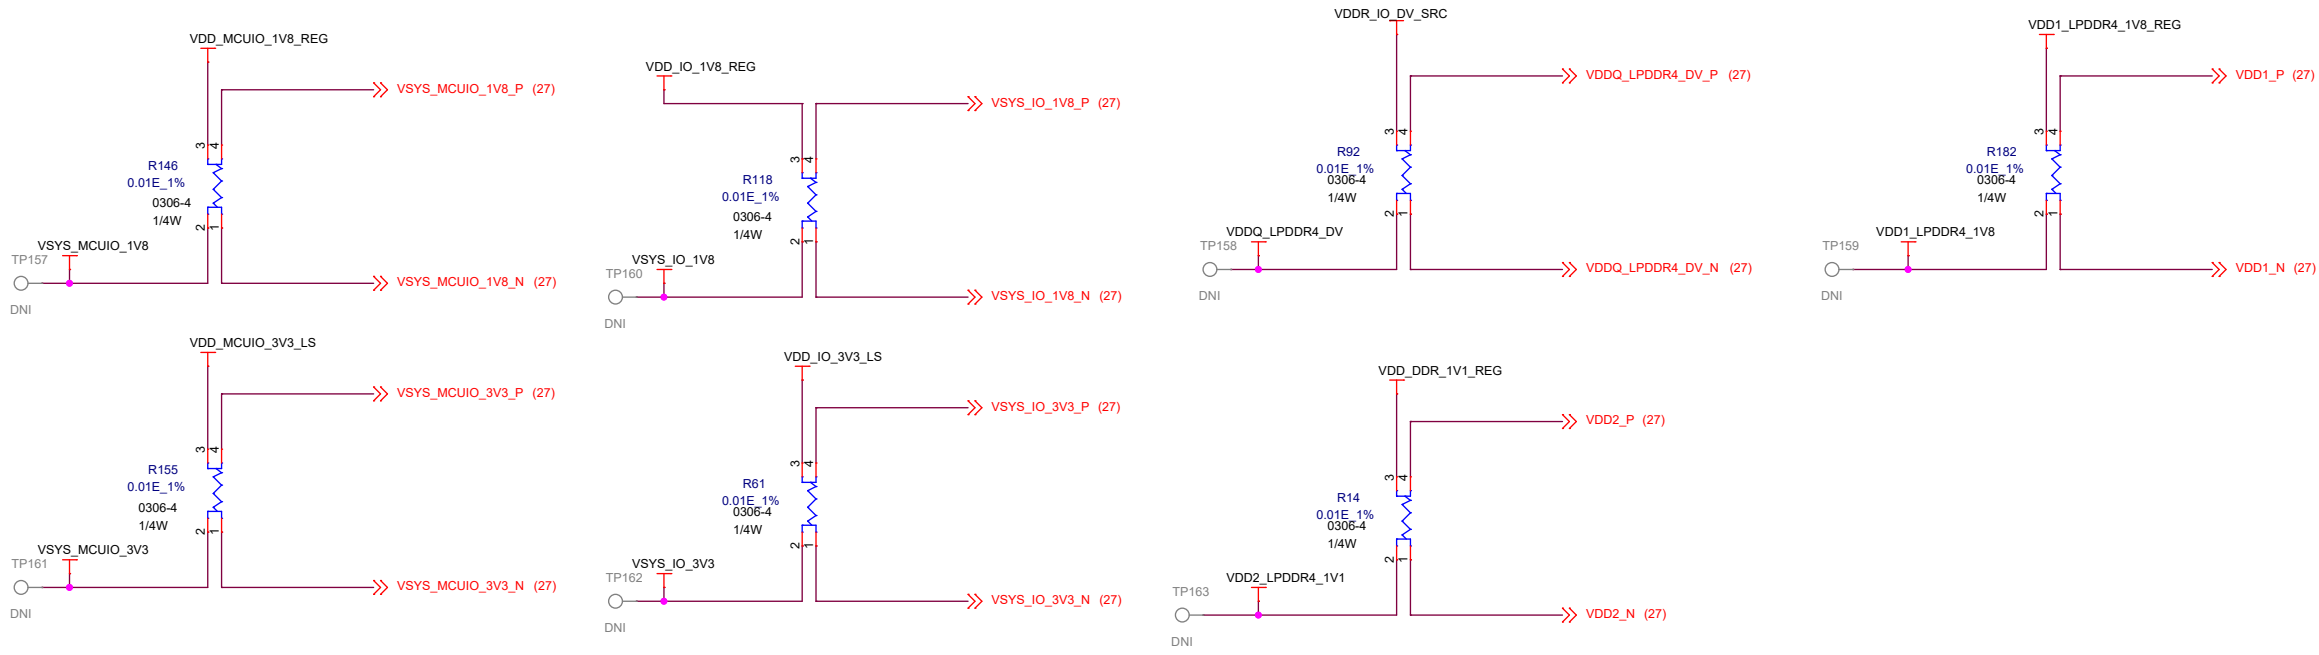 VDD_MCUIO_1V8_REG
VSYS_MCUIO_1V8_P (27)
3
4
R146
0.01E_1%
0306-4
1/4W
2
1
VSYS_MCUIO_1V8
TP157
VSYS_MCUIO_1V8_N (27)
DNI
VDD_IO_1V8_REG
VSYS_IO_1V8_P (27)
3
4
R118
0.01E_1%
0306-4
1/4W
2
1
VSYS_IO_1V8
TP160
VSYS_IO_1V8_N (27)
DNI
VDDR_IO_DV_SRC
VDDQ_LPDDR4_DV_P (27)
3
4
R92
0.01E_1%
0306-4
1/4W
2
1
VDDQ_LPDDR4_DV
TP158
VDDQ_LPDDR4_DV_N (27)
DNI
VDD1_LPDDR4_1V8_REG
VDD1_P (27)
3
4
R182
0.01E_1%
0306-4
1/4W
2
1
VDD1_LPDDR4_1V8
TP159
VDD1_N (27)
DNI
VDD_MCUIO_3V3_LS
VSYS_MCUIO_3V3_P (27)
3
4
R155
0.01E_1%
0306-4
1/4W
2
1
VSYS_MCUIO_3V3
TP161
VSYS_MCUIO_3V3_N (27)
DNI
VDD_IO_3V3_LS
VSYS_IO_3V3_P (27)
3
4
R61
0.01E_1%
0306-4
1/4W
2
1
VSYS_IO_3V3
TP162
VSYS_IO_3V3_N (27)
DNI
VDD_DDR_1V1_REG
VDD2_P (27)
3
4
R14
0.01E_1%
0306-4
1/4W
2
1
VDD2_LPDDR4_1V1
TP163
VDD2_N (27)
DNI